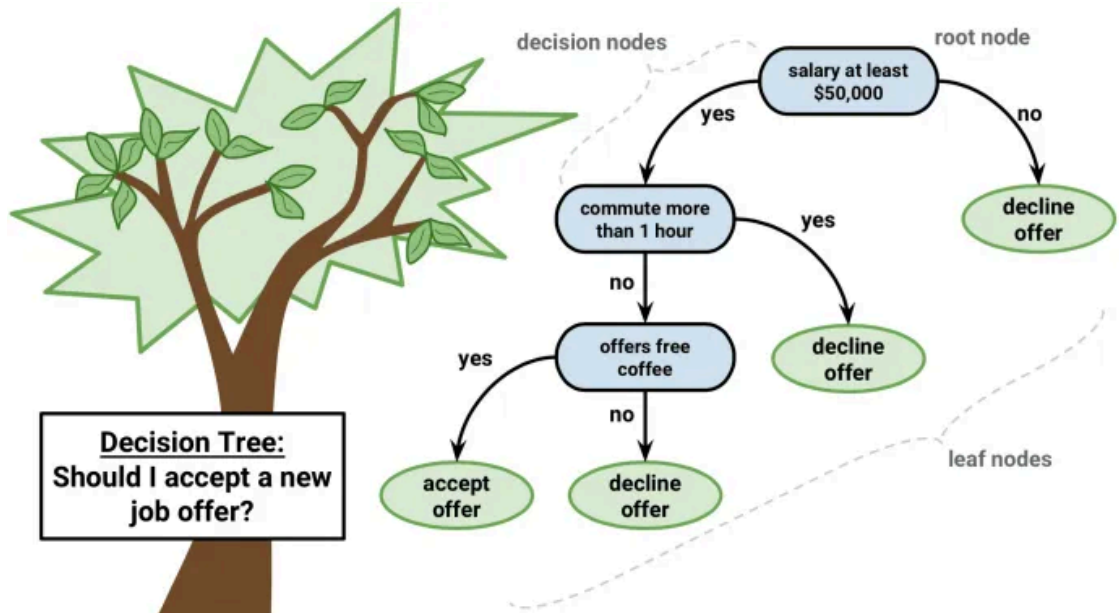 decision nodes
root node
salary at least
$50,000
yes
no
commute more
than 1 hour
yes
decline
offer
no
offers free
coffee
decline
offer
yes
no
Decision Tree:
Should I accept a new
job offer?
accept
offer
decline
offer
leaf nodes